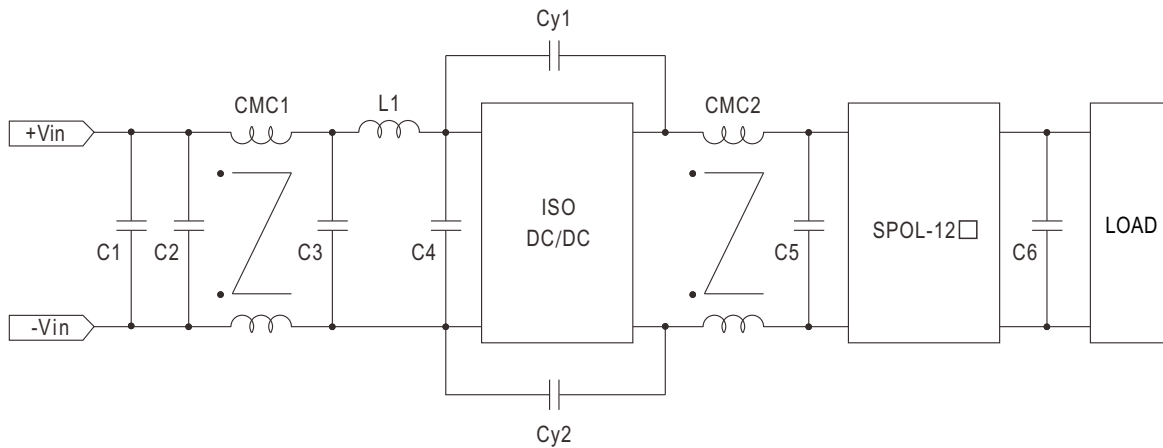 Cy1
CMC1
L1
CMC2
+Vin
ISO
DC/DC
SPOL-12□
LOAD
C1
C2
C3
C4
C5
C6
-Vin
Cy2